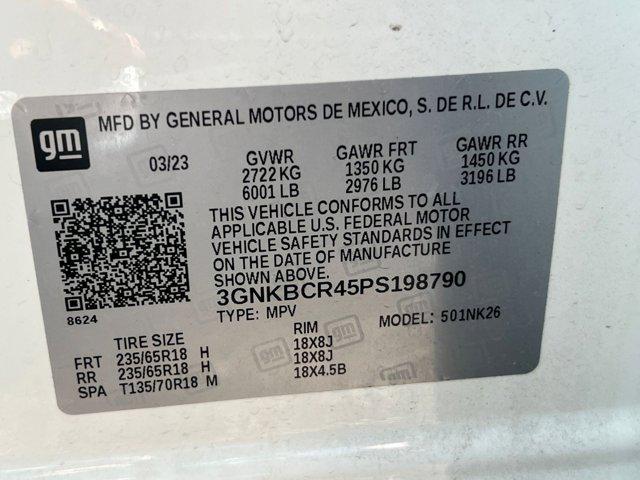 gm
MFD BY GENERAL MOTORS DE MEXICO, S. DE R.L. DE C.V.
03/23 GVWR GAWR FRT GAWR RR
2722 KG 1350 KG 1450 KG
6001 LB 2976 LB 3196 LB
THIS VEHICLE CONFORMS TO ALL
APPLICABLE U.S. FEDERAL MOTOR
VEHICLE SAFETY STANDARDS IN EFFECT
ON THE DATE OF MANUFACTURE
SHOWN ABOVE.
3GNKBCR45PS198790
8624
TYPE: MPV MODEL: 501NK26
TIRE SIZE RIM
FRT 235/65R18 H 18X8J
RR 235/65R18 H 18X8J
SPA T135/70R18 M 18X4.5B